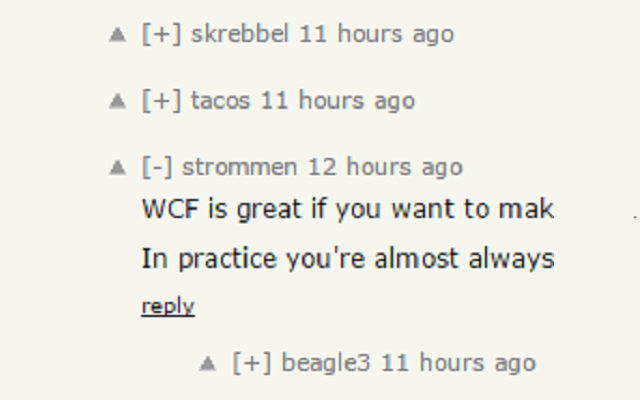 ▲ [+] skrebbel 11 hours ago
▲ [+] tacos 11 hours ago
▲ [-] strommen 12 hours ago
WCF is great if you want to mak
In practice you're almost always
reply
▲ [+] beagle3 11 hours ago